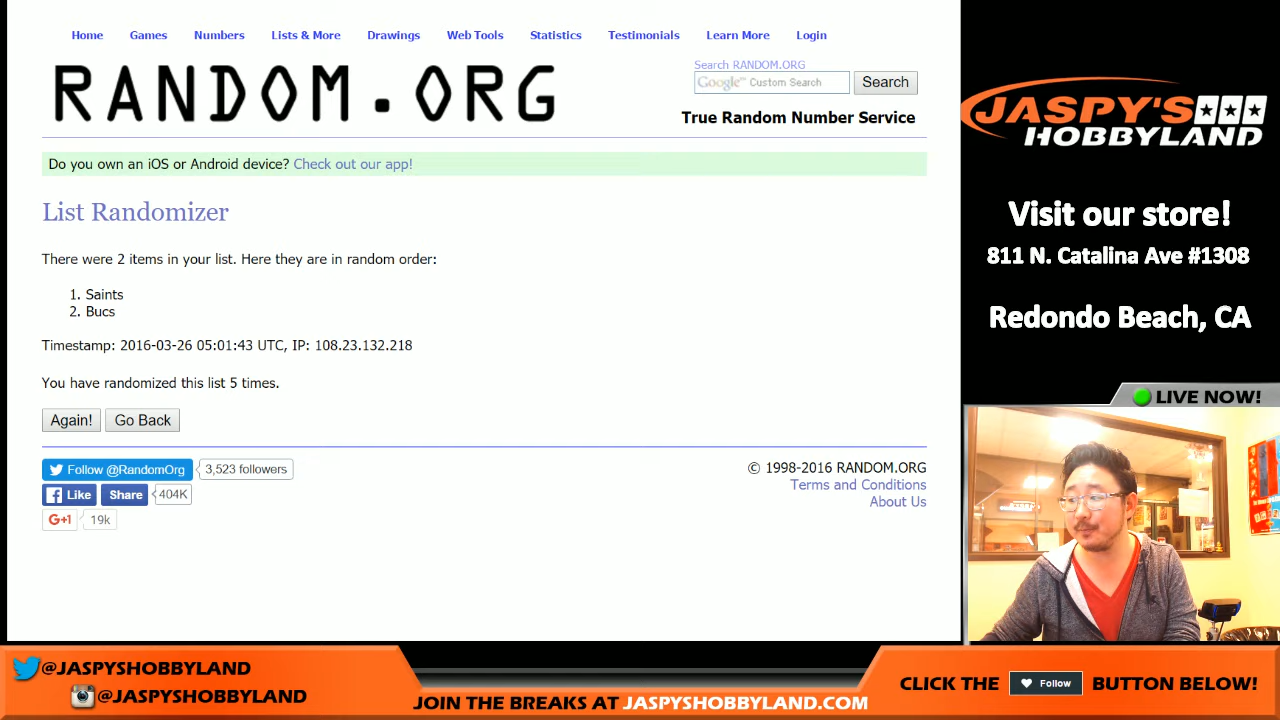 Home Games Numbers Lists & More Drawings Web Tools Statistics Testimonials Learn More Login
RANDOM.ORG
Search RANDOM.ORG
Google™ Custom Search Search
True Random Number Service
Do you own an iOS or Android device? Check out our app!
List Randomizer
There were 2 items in your list. Here they are in random order:
1. Saints
2. Bucs
Timestamp: 2016-03-26 05:01:43 UTC, IP: 108.23.132.218
You have randomized this list 5 times.
Again! Go Back
Follow @RandomOrg 3,523 followers
Like Share 404K
G+1 19k
© 1998-2016 RANDOM.ORG
Terms and Conditions
About Us
JASPY'S
HOBBYLAND
Visit our store!
811 N. Catalina Ave #1308
Redondo Beach, CA
LIVE NOW!
@JASPYSHOBBYLAND
@JASPYSHOBBYLAND
JOIN THE BREAKS AT JASPYSHOBBYLAND.COM
CLICK THE Follow BUTTON BELOW!